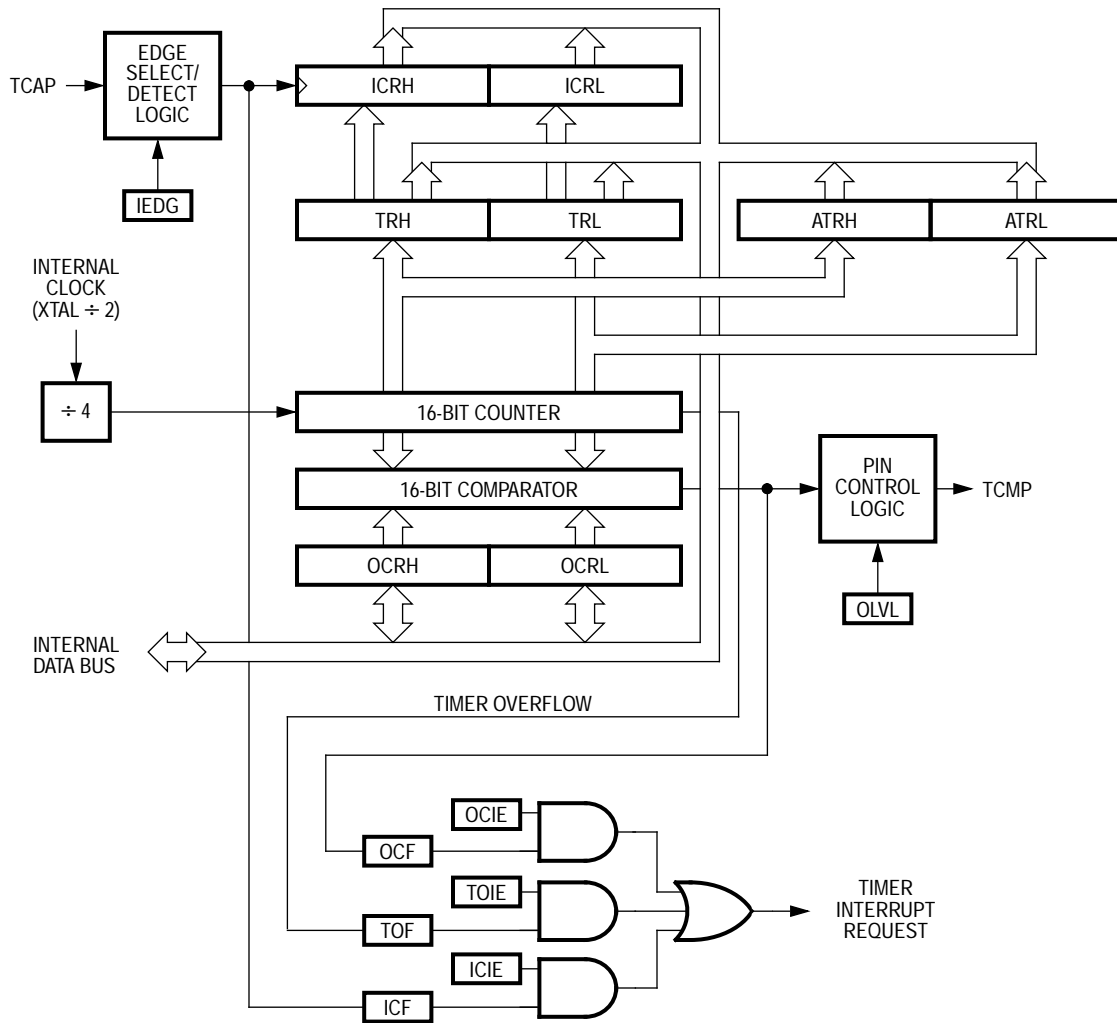 EDGE
SELECT/
DETECT
LOGIC
TCAP
ICRH
ICRL
IEDG
TRH
TRL
ATRH
ATRL
INTERNAL
CLOCK
(XTAL ÷ 2)
÷ 4
16-BIT COUNTER
16-BIT COMPARATOR
PIN
CONTROL
LOGIC
TCMP
OCRH
OCRL
OLVL
INTERNAL
DATA BUS
TIMER OVERFLOW
OCIE
OCF
TOIE
TOF
TIMER
INTERRUPT
REQUEST
ICIE
ICF